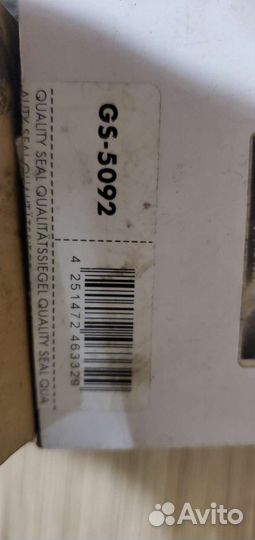 GS-5092
4 251472 463329
QUALITY SEAL QUALITÄTSSIEGEL QUALITY SEAL QUA
Avito